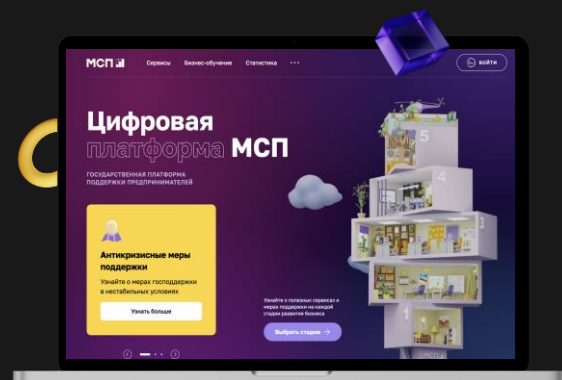 МСП
Сервисы Бизнес-обучение Статистика ...
войти
Цифровая
платформа МСП
ГОСУДАРСТВЕННАЯ ПЛАТФОРМА
ПОДДЕРЖКИ ПРЕДПРИНИМАТЕЛЕЙ
Антикризисные меры
поддержки
Узнайте о мерах господдержки
в нестабильных условиях
Узнать больше
Узнайте о полезных сервисах и
мерах поддержки на каждой
стадии развития бизнеса
Выбрать стадию →
5
4
3
1
МСП